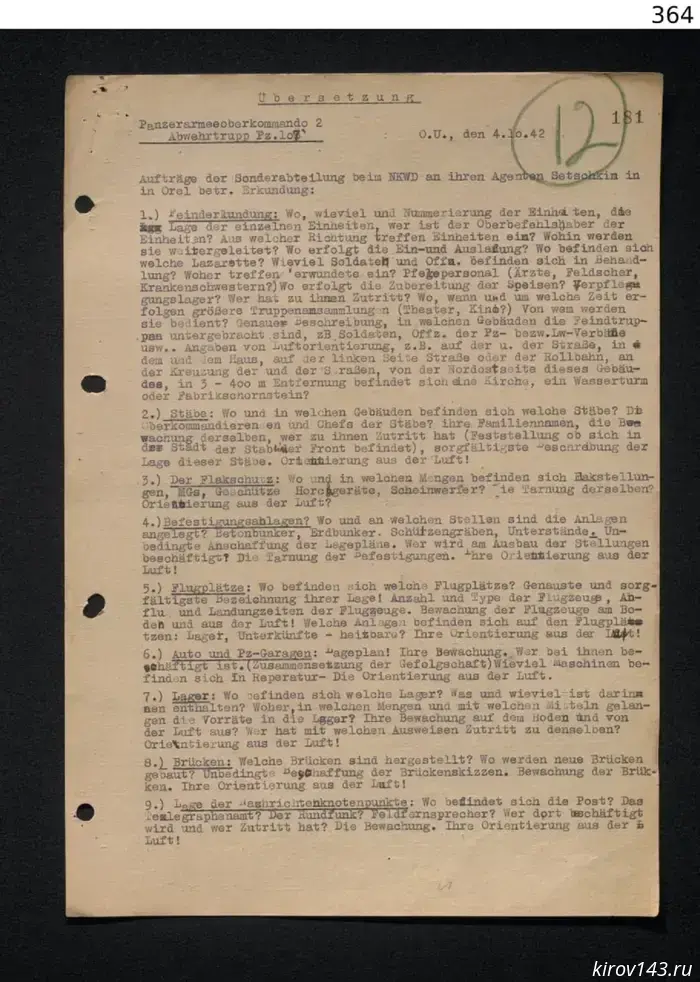 364
Übersetzung
181
12
Panzerarmeeoberkommando 2
Abwehrtrupp Pz.107
O.U., den 4.10.42
Aufträge der Sonderabteilung beim NKWD an ihren Agenten Setschkin in
in Orel betr. Erkundung:
1.) Feinderkundung: Wo, wieviel und Nummerierung der Einheiten, die
Lage der einzelnen Einheiten, wer ist der Oberbefehlshaber der
Einheiten? Aus welcher Richtung treffen Einheiten ein? Wohin werden
sie weitergeleitet? Wo erfolgt die Ein-und Ausladung? Wo befinden sich
welche Lazarette? Wieviel Soldaten und Offz. befinden sich in Behand-
lung? Woher treffen erwundete ein? Pflegepersonal (Ärzte, Feldscher,
Krankenschwestern?) Wo erfolgt die Zubereitung der Speisen? Verpfleg
gungslager? Wer hat zu ihnen Zutritt? Wo, wann und um welche Zeit er-
folgen größere Truppenansammlungen (Theater, Kino?) Von wem werden
sie bedient? Genaue Beschreibung, in welchen Gebäuden die Feindtrup-
pen untergebracht sind, zB Soldaten, Offz. der Pz- bezw.Lw-Verbände
usw.. Angaben von Luftorientierung, z.B. auf der u. der Straße, in
dem und dem Haus, auf der linken Seite Straße oder der Rollbahn, an
der Kreuzung der und der Straßen, von der Nordostseite dieses Gebäu-
des, in 3 - 400 m Entfernung befindet sich eine Kirche, ein Wasserturm
oder Fabrikschornstein?
2.) Stäbe: Wo und in welchen Gebäuden befinden sich welche Stäbe? Di
Oberkommandierenden und Chefs der Stäbe? ihre Familiennamen, die Bew
wachung derselben, wer zu ihnen Zutritt hat (Feststellung ob sich in
der Stadt der Stab der Front befindet), sorgfältigste Beschreibung der
Lage dieser Stäbe. Orientierung aus der Luft!
3.) Der Flakschutz: Wo und in welchen Mengen befinden sich Flakstellun-
gen, MGs, Geschütze Horchgeräte, Scheinwerfer? ie Tarnung derselben?
Orientierung aus der Luft?
4.) Befestigungsahlagen? Wo und an welchen Stellen sind die Anlagen
angelegt? Betonbunker, Erdbunker. Schützengräben, Unterstände. Un-
bedingte Anschaffung der Lagepläne. Wer wird am Ausbau der Stellungen
beschäftigt? Die Tarnung der Befestigungen. Ihre Orientierung aus der
Luft!
5.) Flugplätze: Wo befinden sich welche Flugplätze? Genauste und sorg-
fältigste Bezeichnung ihrer Lage! Anzahl und Type der Flugzeuge, An-
flu und Landungzeiten der Flugzeuge. Bewachung der Flugzeuge am Bo-
den und aus der Luft! Welche Anlagen befinden sich auf den Flugplä
tzen: Lager, Unterkünfte - heizbare? Ihre Orientierung aus der Luft!
6.) Auto und Pz-Garagen: Lageplan! Ihre Bewachung. Wer bei ihnen be-
schäftigt ist.(Zusammensetzung der Gefolgschaft)Wieviel Maschinen be-
finden sich in Reperatur- Die Orientierung aus der Luft.
7.) Lager: Wo befinden sich welche Lager? Was und wieviel ist darinn
nen enthalten? Woher,in welchen Mengen und mit welchen Mitteln gelan-
gen die Vorräte in die Lager? Ihre Bewachung auf dem Boden und von
der Luft aus? Wer hat mit welchen Ausweisen Zutritt zu denselben?
Orientierung aus der Luft!
8.) Brücken: Welche Brücken sind hergestellt? Wo werden neue Brücken
gebaut? Unbedingte Beschaffung der Brückenskizzen. Bewachung der Brük-
ken. Ihre Orientierung aus der Luft!
9.) Lage der Nachrichtenknotenpunkte: Wo befindet sich die Post? Das
Telegraphenamt? Der Rundfunk? Feldfernsprecher? Wer dort beschäftigt
wird und wer Zutritt hat? Die Bewachung. Ihre Orientierung aus der L
Luft!
kirov143.ru